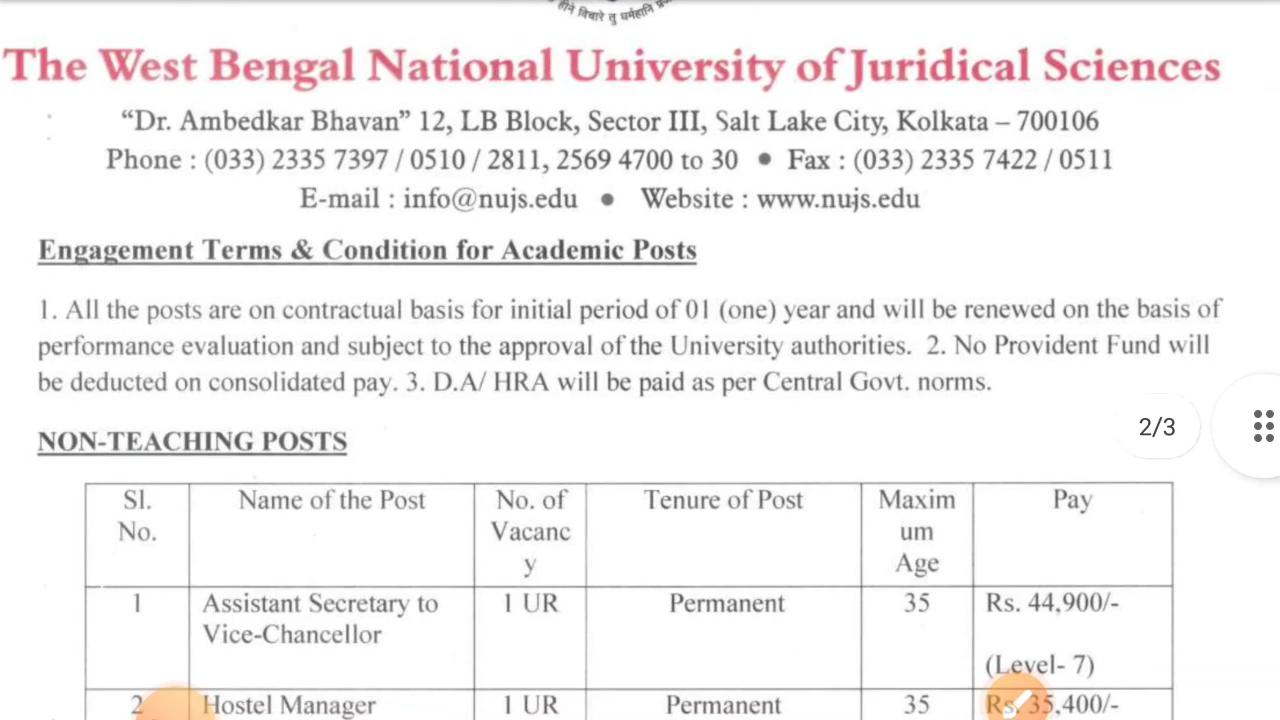 हीने विचारे तु धर्महानि
The West Bengal National University of Juridical Sciences
“Dr. Ambedkar Bhavan” 12, LB Block, Sector III, Salt Lake City, Kolkata – 700106
Phone : (033) 2335 7397 / 0510 / 2811, 2569 4700 to 30 • Fax : (033) 2335 7422 / 0511
E-mail : info@nujs.edu • Website : www.nujs.edu
Engagement Terms & Condition for Academic Posts
1. All the posts are on contractual basis for initial period of 01 (one) year and will be renewed on the basis of
performance evaluation and subject to the approval of the University authorities. 2. No Provident Fund will
be deducted on consolidated pay. 3. D.A/ HRA will be paid as per Central Govt. norms.
2/3
NON-TEACHING POSTS
Sl. No. Name of the Post No. of Vacancy Tenure of Post Maximum Age Pay
1 Assistant Secretary to Vice-Chancellor 1 UR Permanent 35 Rs. 44,900/- (Level- 7)
2 Hostel Manager 1 UR Permanent 35 Rs. 35,400/-